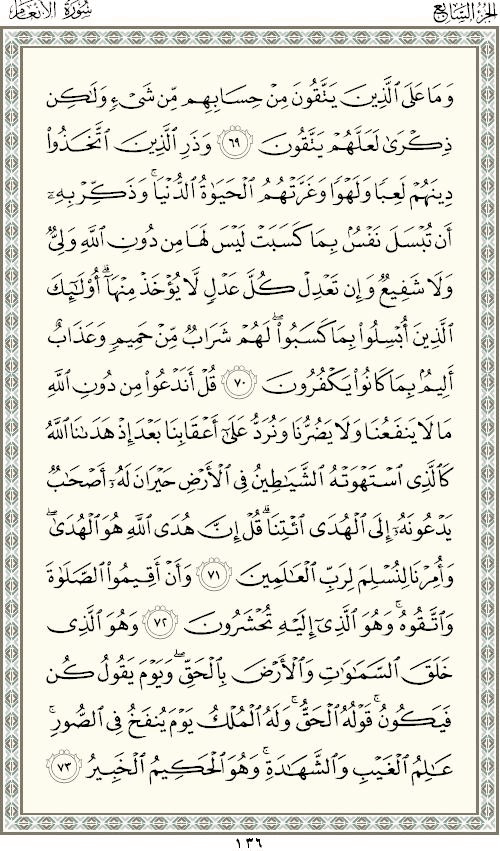 الجزء السابع
سورة الأنعام
وَمَا عَلَى ٱلَّذِينَ يَتَّقُونَ مِنْ حِسَابِهِم مِّن شَىْءٍ وَلَٰكِن
ذِكْرَىٰ لَعَلَّهُمْ يَتَّقُونَ ٦٩ وَذَرِ ٱلَّذِينَ ٱتَّخَذُوا۟
دِينَهُمْ لَعِبًا وَلَهْوًا وَغَرَّتْهُمُ ٱلْحَيَوٰةُ ٱلدُّنْيَا ۚ وَذَكِّرْ بِهِۦٓ
أَن تُبْسَلَ نَفْسٌۢ بِمَا كَسَبَتْ لَيْسَ لَهَا مِن دُونِ ٱللَّهِ وَلِىٌّ
وَلَا شَفِيعٌ وَإِن تَعْدِلْ كُلَّ عَدْلٍ لَّا يُؤْخَذْ مِنْهَآ ۗ أُو۟لَٰٓئِكَ
ٱلَّذِينَ أُبْسِلُوا۟ بِمَا كَسَبُوا۟ ۖ لَهُمْ شَرَابٌ مِّنْ حَمِيمٍ وَعَذَابٌ
أَلِيمٌۢ بِمَا كَانُوا۟ يَكْفُرُونَ ٧٠ قُلْ أَنَدْعُوا۟ مِن دُونِ ٱللَّهِ
مَا لَا يَنفَعُنَا وَلَا يَضُرُّنَا وَنُرَدُّ عَلَىٰٓ أَعْقَابِنَا بَعْدَ إِذْ هَدَىٰنَا ٱللَّهُ
كَٱلَّذِى ٱسْتَهْوَتْهُ ٱلشَّيَٰطِينُ فِى ٱلْأَرْضِ حَيْرَانَ لَهُۥٓ أَصْحَٰبٌ
يَدْعُونَهُۥٓ إِلَى ٱلْهُدَى ٱئْتِنَا ۗ قُلْ إِنَّ هُدَى ٱللَّهِ هُوَ ٱلْهُدَىٰ ۖ
وَأُمِرْنَا لِنُسْلِمَ لِرَبِّ ٱلْعَٰلَمِينَ ٧١ وَأَنْ أَقِيمُوا۟ ٱلصَّلَوٰةَ
وَٱتَّقُوهُ ۚ وَهُوَ ٱلَّذِىٓ إِلَيْهِ تُحْشَرُونَ ٧٢ وَهُوَ ٱلَّذِى
خَلَقَ ٱلسَّمَٰوَٰتِ وَٱلْأَرْضَ بِٱلْحَقِّ ۖ وَيَوْمَ يَقُولُ كُن
فَيَكُونُ ۚ قَوْلُهُ ٱلْحَقُّ ۚ وَلَهُ ٱلْمُلْكُ يَوْمَ يُنفَخُ فِى ٱلصُّورِ ۚ
عَٰلِمُ ٱلْغَيْبِ وَٱلشَّهَٰدَةِ ۚ وَهُوَ ٱلْحَكِيمُ ٱلْخَبِيرُ ٧٣
١٣٦